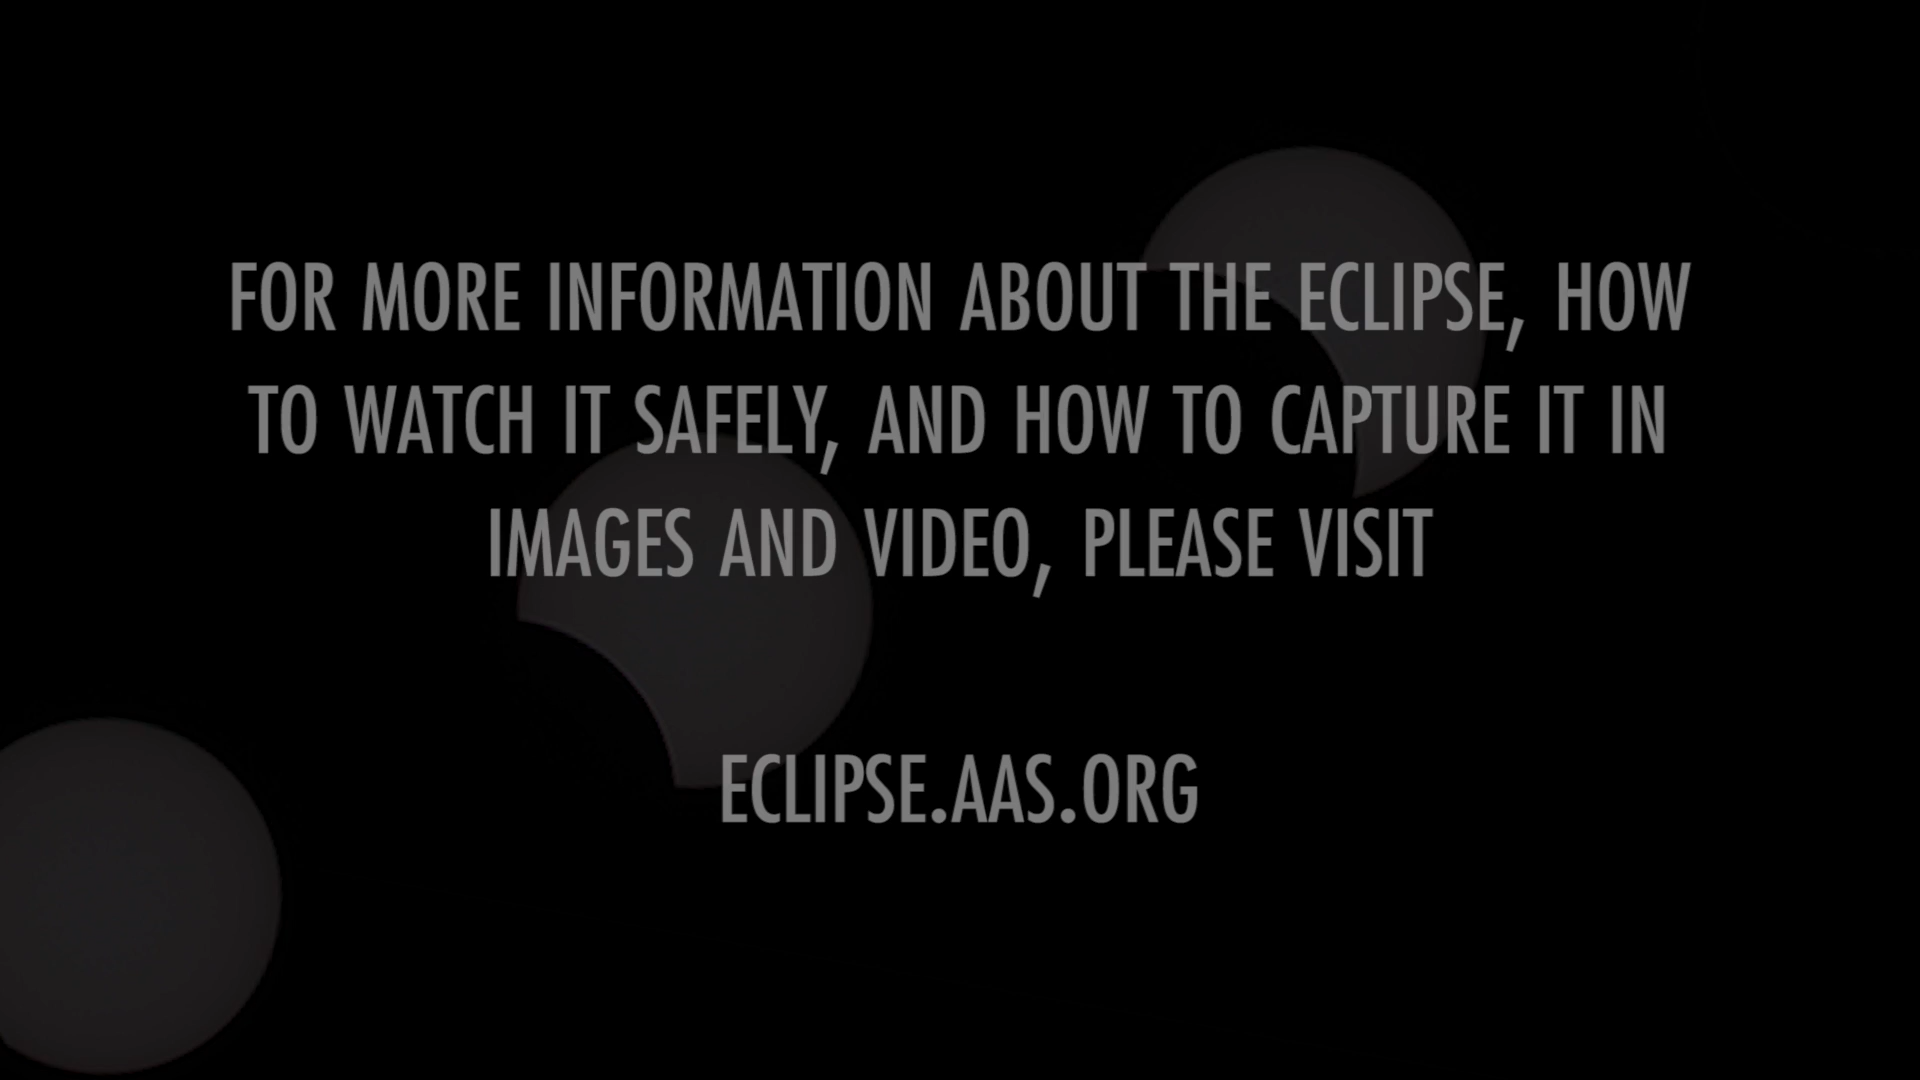 FOR MORE INFORMATION ABOUT THE ECLIPSE, HOW
TO WATCH IT SAFELY, AND HOW TO CAPTURE IT IN
IMAGES AND VIDEO, PLEASE VISIT
ECLIPSE.AAS.ORG